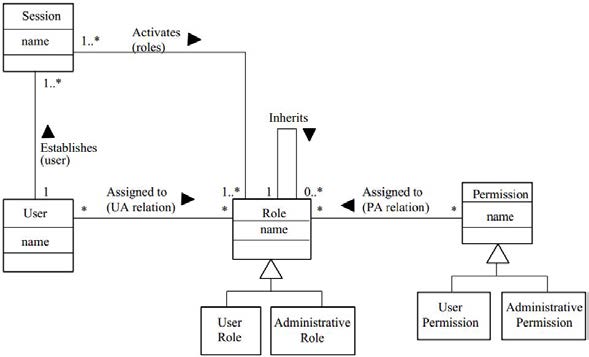 Session
name
1..*
Activates
(roles)
1..*
Establishes
(user)
Inherits
1
Assigned to
(UA relation)
1..*
1
0..*
Assigned to
(PA relation)
User
name
*
*
Role
name
*
*
Permission
name
User
Role
Administrative
Role
User
Permission
Administrative
Permission